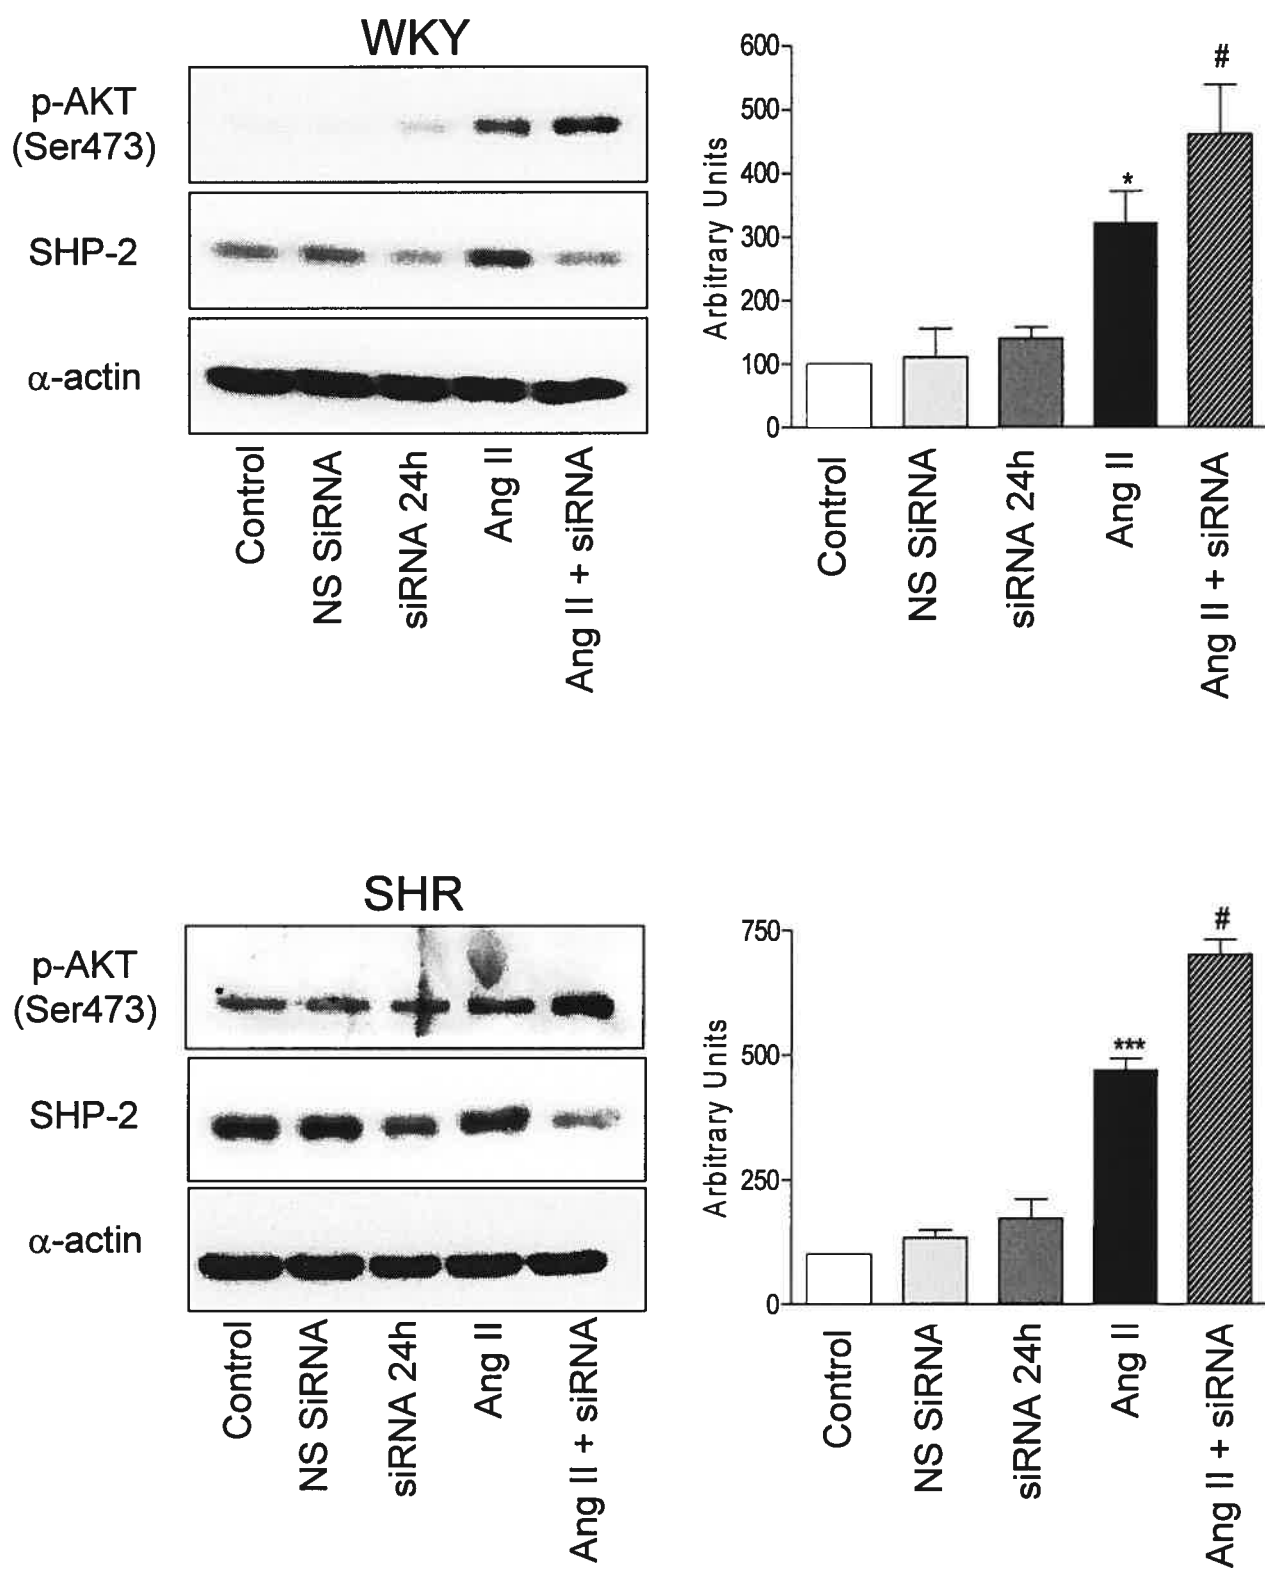 WKY
p-AKT
(Ser473)
SHP-2
α-actin
Control
NS SiRNA
siRNA 24h
Ang II
Ang II + siRNA
600
500
400
300
200
100
0
Arbitrary Units
*
#
Control
NS SiRNA
siRNA 24h
Ang II
Ang II + siRNA
SHR
p-AKT
(Ser473)
SHP-2
α-actin
Control
NS SiRNA
siRNA 24h
Ang II
Ang II + siRNA
750
500
250
0
Arbitrary Units
***
#
Control
NS SiRNA
siRNA 24h
Ang II
Ang II + siRNA